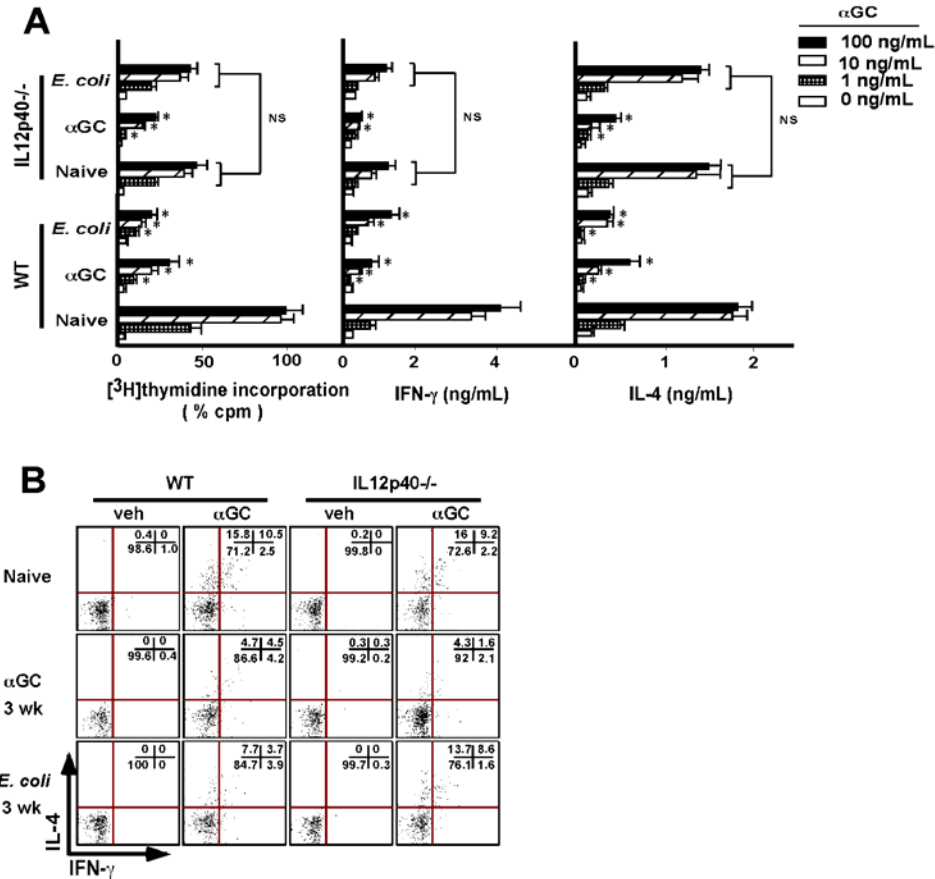 A
αGC
100 ng/mL
10 ng/mL
1 ng/mL
0 ng/mL
IL12p40-/-
E. coli
αGC
Naive
WT
E. coli
αGC
Naive
NS
NS
NS
* * *
* *
* * *
* * *
* *
* * *
* * *
* * *
* * *
0 50 100
0 2 4
0 1 2
[3H]thymidine incorporation
( % cpm )
IFN-γ (ng/mL)
IL-4 (ng/mL)
B
WT IL12p40-/-
veh αGC veh αGC
Naive
0.4 0 15.8 10.5 0.2 0 16 9.2
98.6 1.0 71.2 2.5 99.8 0 72.6 2.2
αGC
3 wk
0 0 4.7 4.5 0.3 0.3 4.3 1.6
99.6 0.4 86.6 4.2 99.2 0.2 92 2.1
E. coli
3 wk
0 0 7.7 3.7 0 0 13.7 8.6
100 0 84.7 3.9 99.7 0.3 76.1 1.6
IL-4
IFN-γ